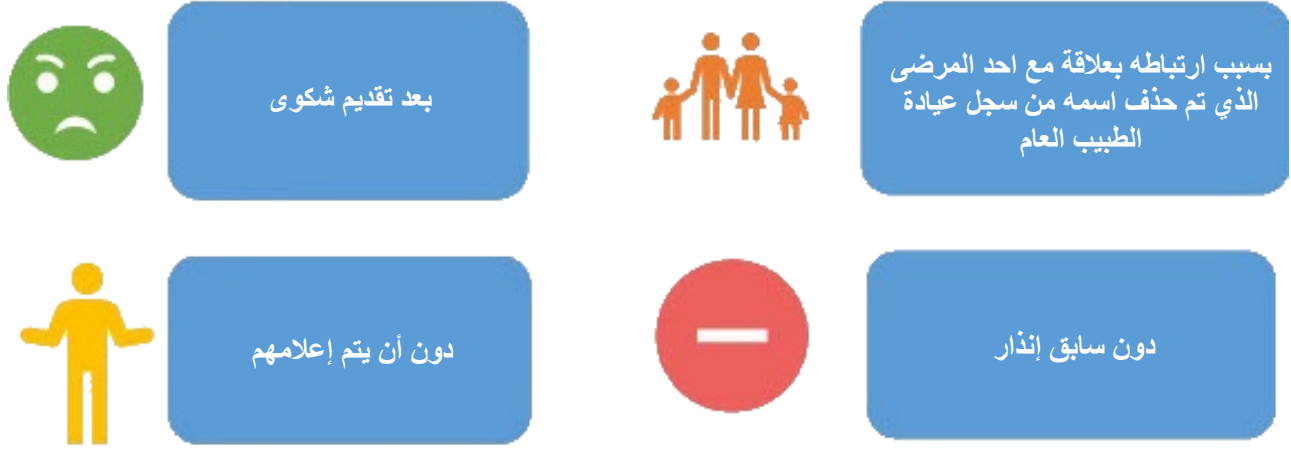 بسبب ارتباطه بعلاقة مع احد المرضى
الذي تم حذف اسمه من سجل عيادة
الطبيب العام
بعد تقديم شكوى
دون سابق إنذار
دون أن يتم إعلامهم